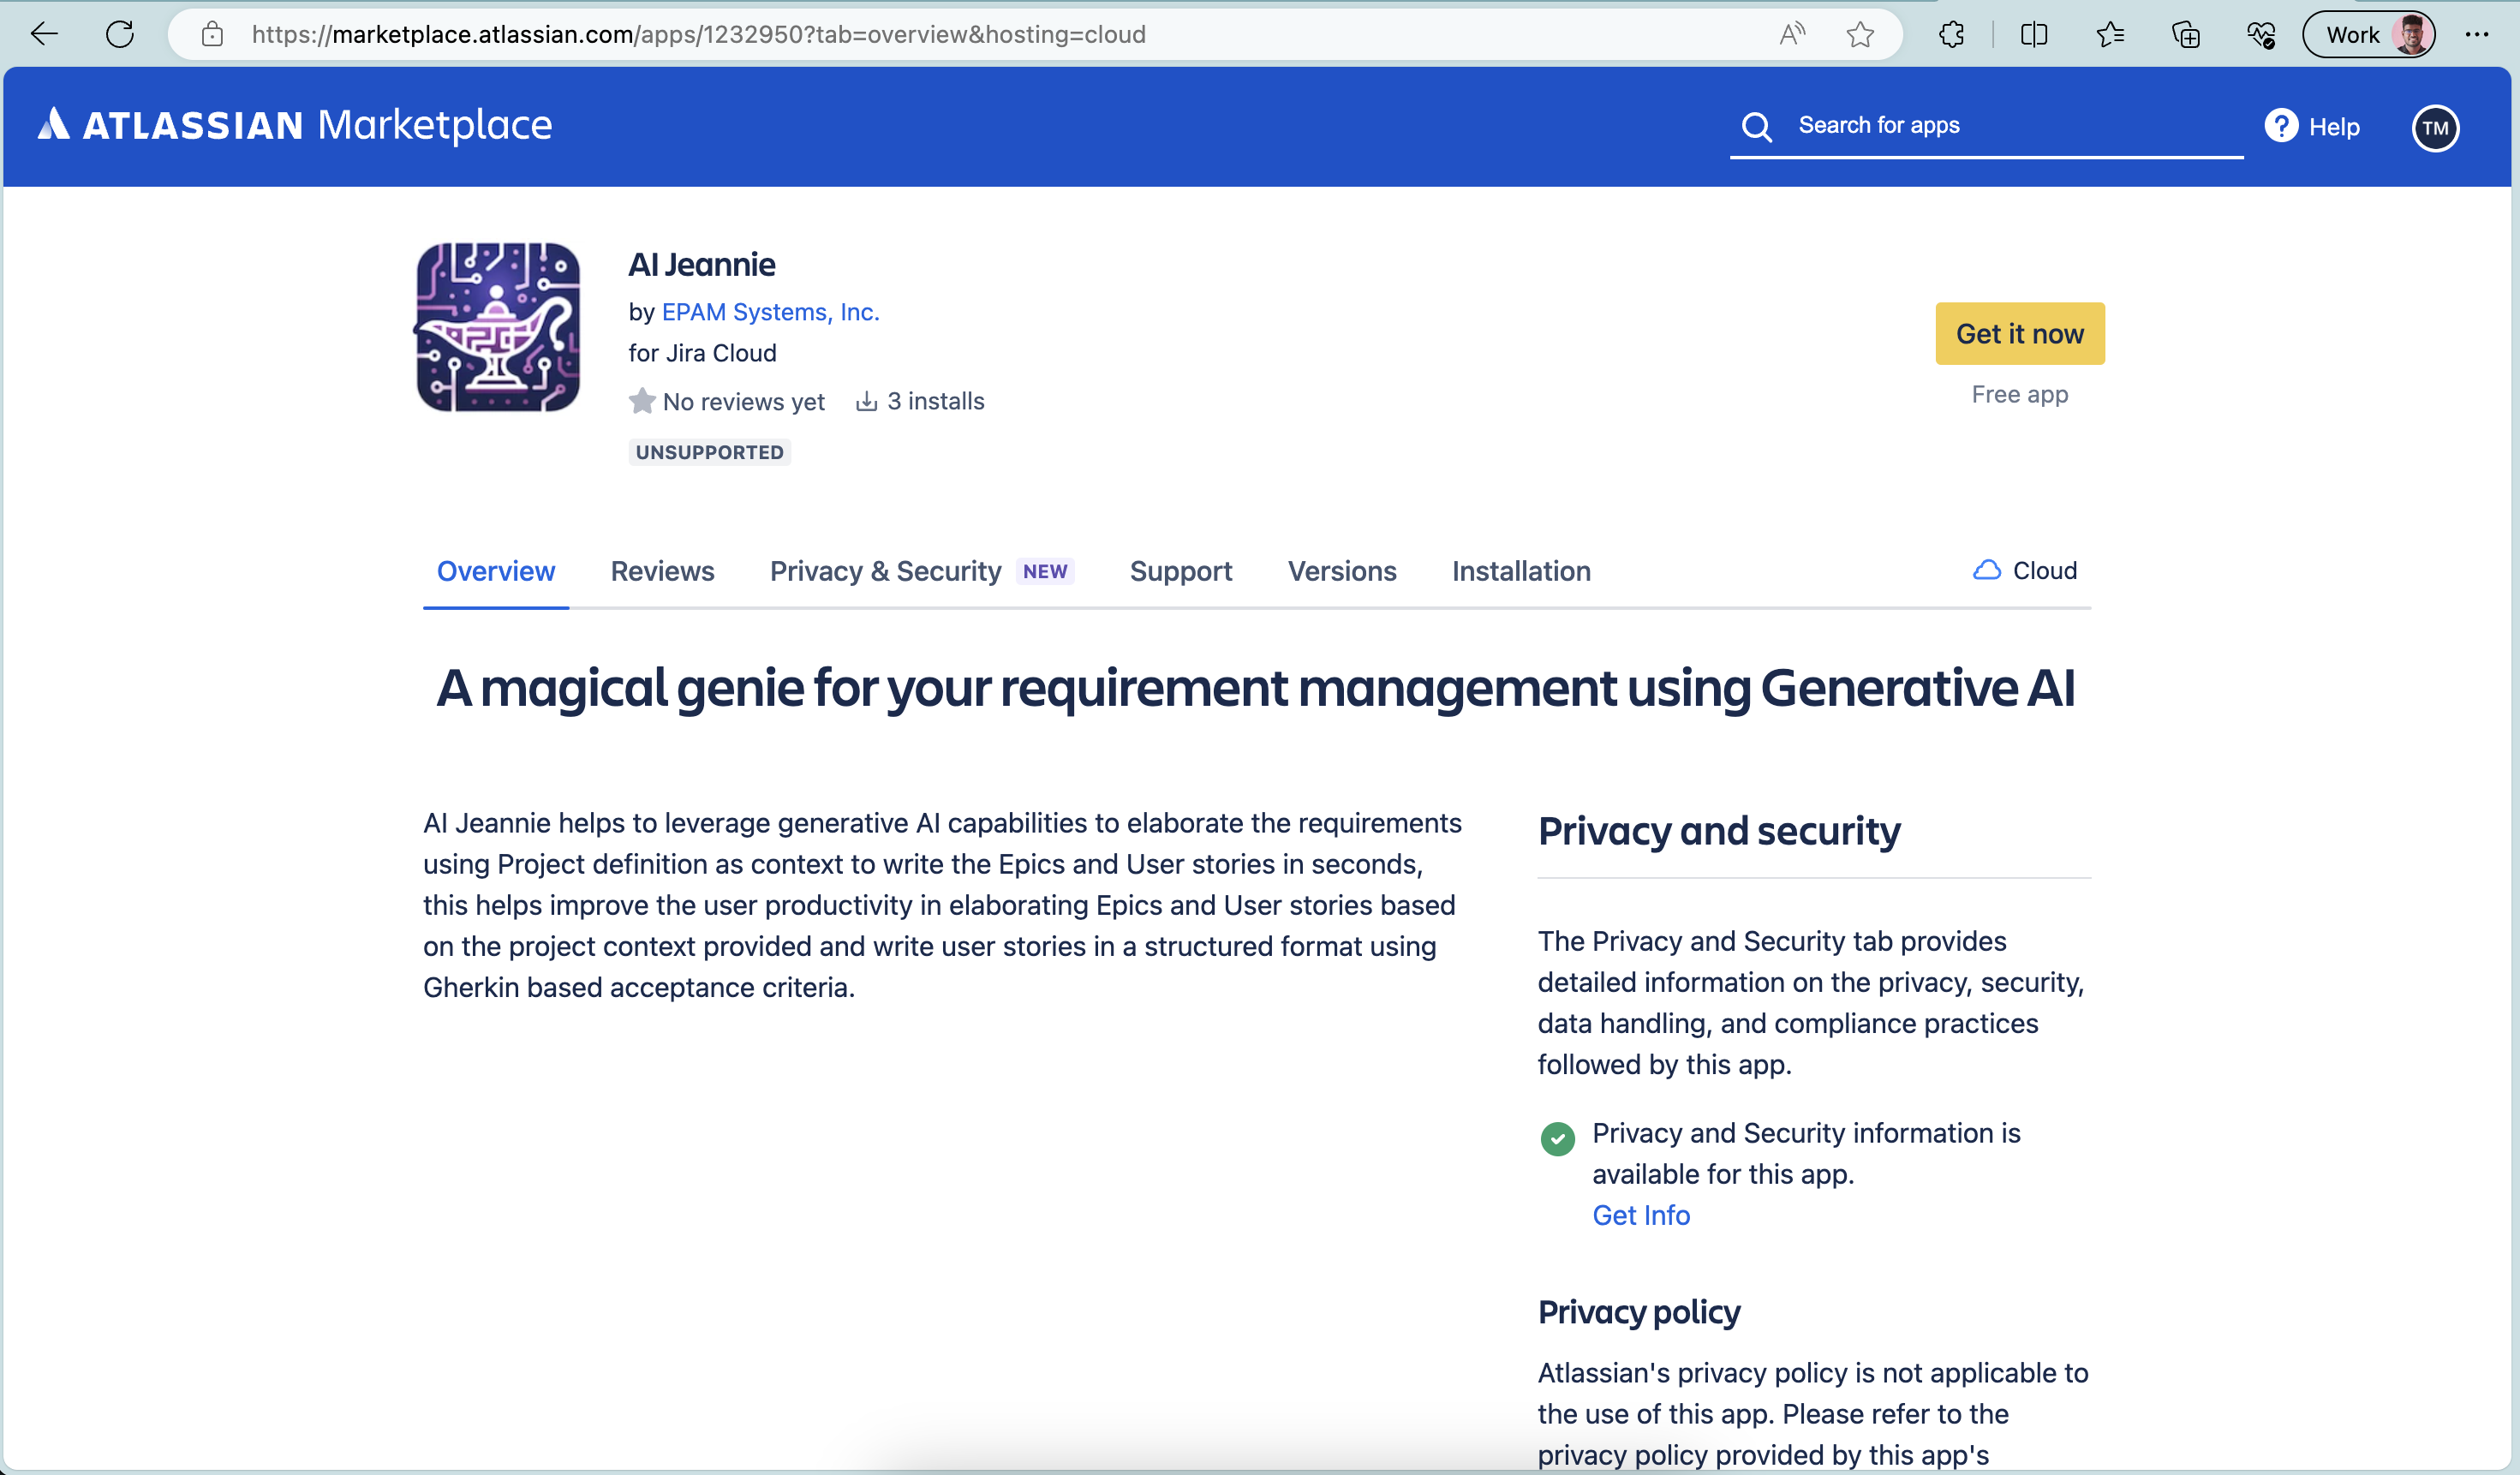 https://marketplace.atlassian.com/apps/1232950?tab=overview&hosting=cloud
Work
ATLASSIAN Marketplace
Search for apps
? Help
TM
AI Jeannie
by EPAM Systems, Inc.
for Jira Cloud
No reviews yet 3 installs
UNSUPPORTED
Get it now
Free app
Overview Reviews Privacy & Security NEW Support Versions Installation Cloud
A magical genie for your requirement management using Generative AI
AI Jeannie helps to leverage generative AI capabilities to elaborate the requirements
using Project definition as context to write the Epics and User stories in seconds,
this helps improve the user productivity in elaborating Epics and User stories based
on the project context provided and write user stories in a structured format using
Gherkin based acceptance criteria.
Privacy and security
The Privacy and Security tab provides
detailed information on the privacy, security,
data handling, and compliance practices
followed by this app.
Privacy and Security information is
available for this app.
Get Info
Privacy policy
Atlassian's privacy policy is not applicable to
the use of this app. Please refer to the
privacy policy provided by this app's